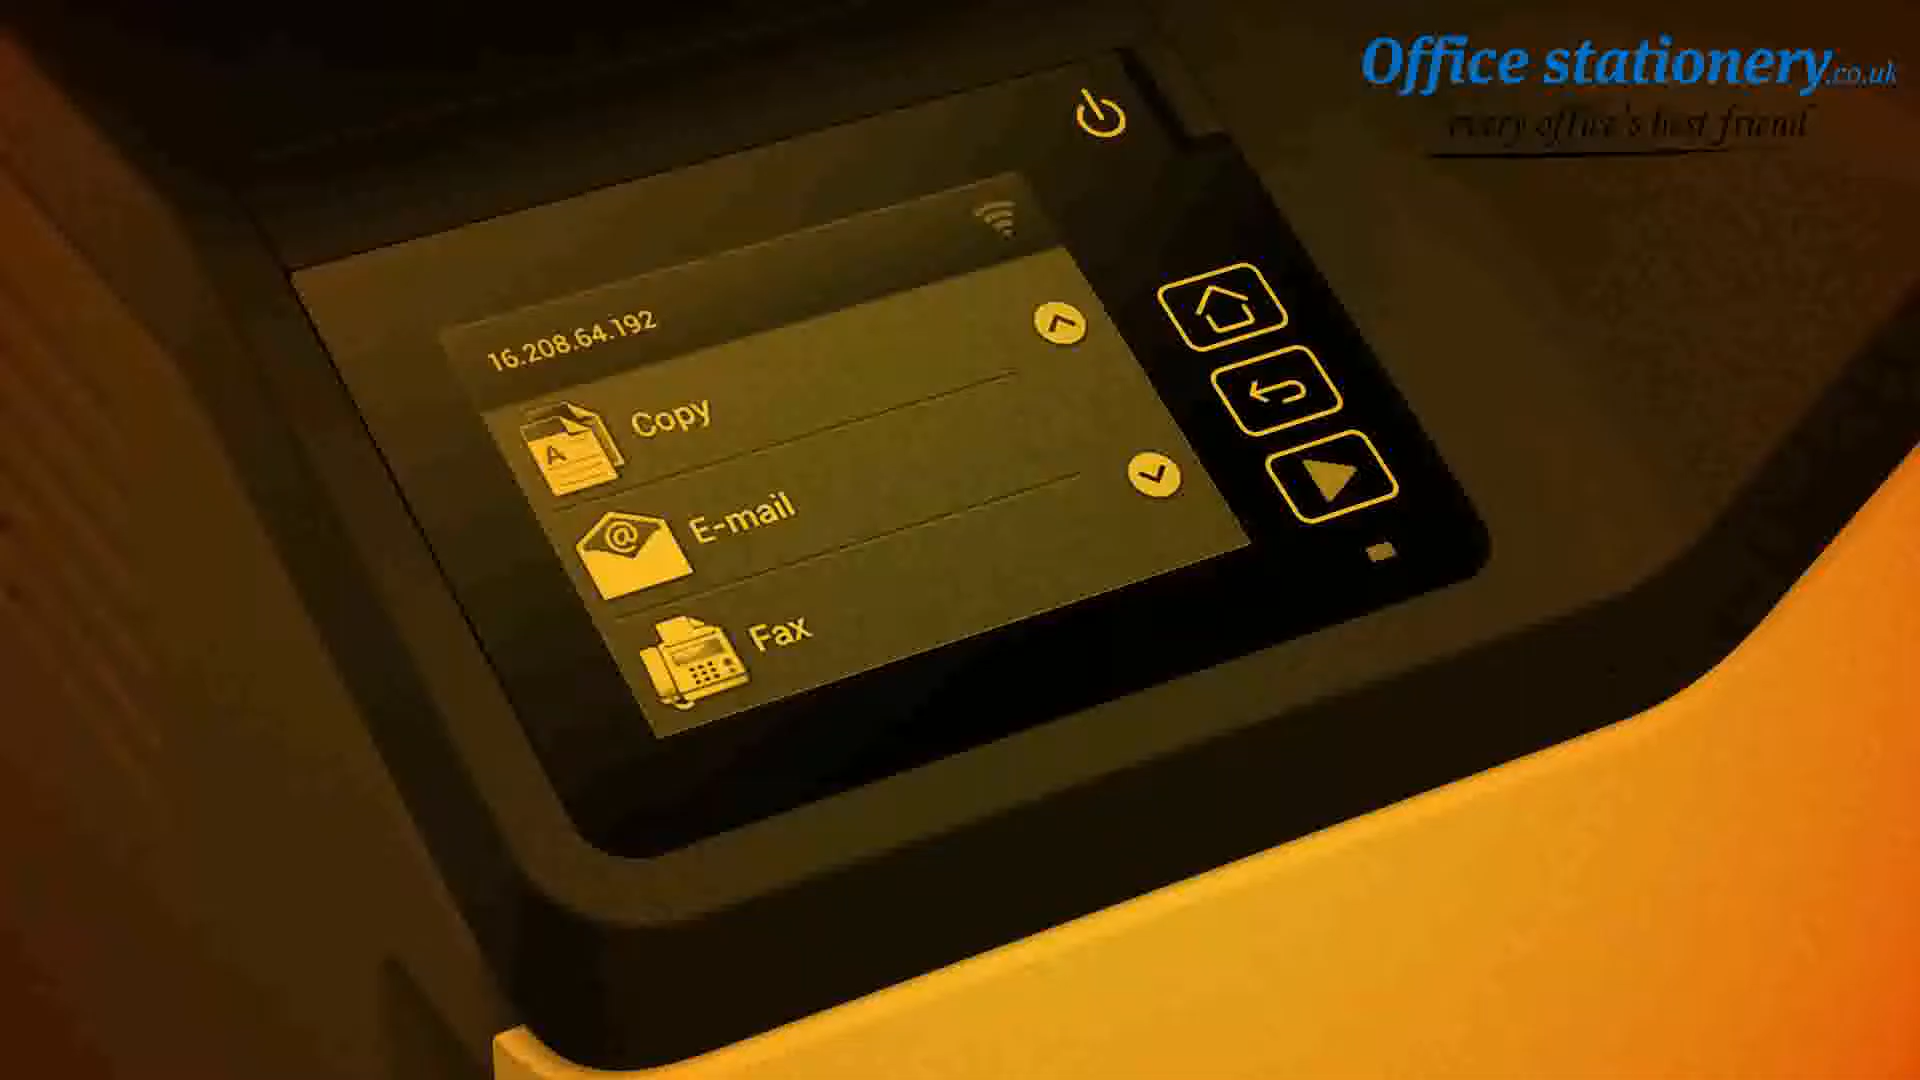 Office stationery.co.uk
every office's best friend
16.208.64.192
A
Copy
@
E-mail
Fax